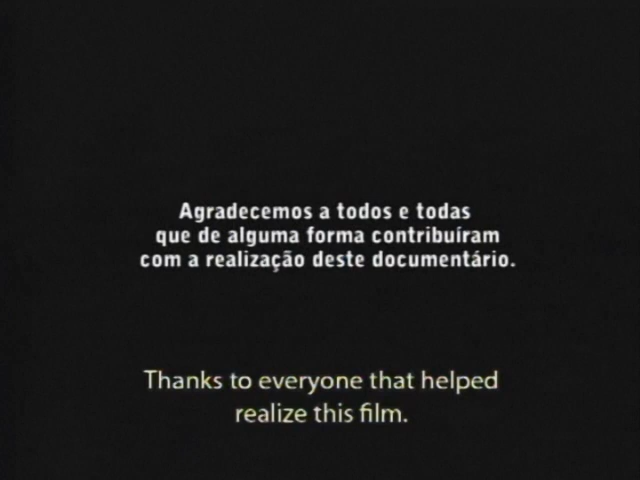 Agradecemos a todos e todas
que de alguma forma contribuíram
com a realização deste documentário.
Thanks to everyone that helped
realize this film.